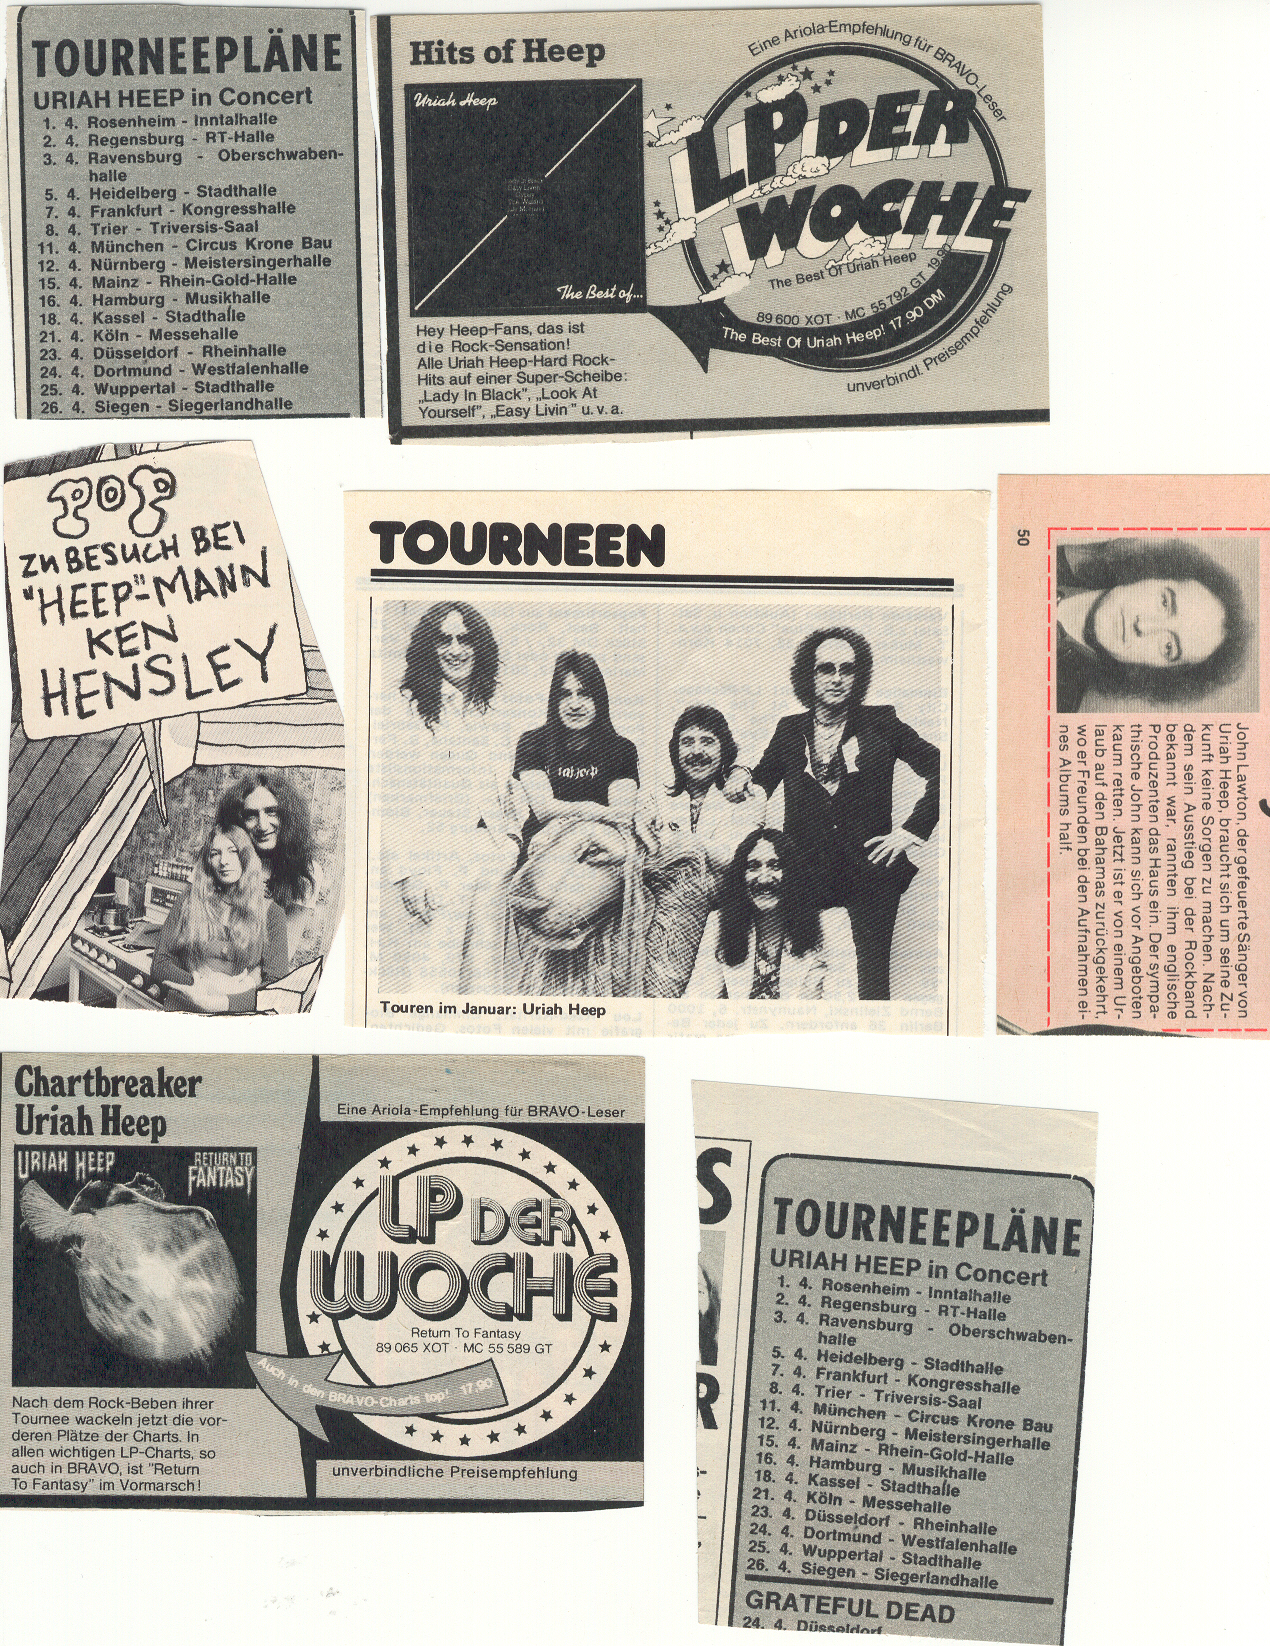 TOURNEEPLÄNE
URIAH HEEP in Concert
1. 4. Rosenheim - Inntalhalle
2. 4. Regensburg - RT-Halle
3. 4. Ravensburg - Oberschwaben-
halle
5. 4. Heidelberg - Stadthalle
7. 4. Frankfurt - Kongresshalle
8. 4. Trier - Triversis-Saal
11. 4. München - Circus Krone Bau
12. 4. Nürnberg - Meistersingerhalle
15. 4. Mainz - Rhein-Gold-Halle
16. 4. Hamburg - Musikhalle
18. 4. Kassel - Stadthalle
21. 4. Köln - Messehalle
23. 4. Düsseldorf - Rheinhalle
24. 4. Dortmund - Westfalenhalle
25. 4. Wuppertal - Stadthalle
26. 4. Siegen - Siegerlandhalle
Hits of Heep
Uriah Heep
The Best of...
Hey Heep-Fans, das ist
die Rock-Sensation!
Alle Uriah Heep-Hard Rock-
Hits auf einer Super-Scheibe:
„Lady In Black", „Look At
Yourself", „Easy Livin" u. v. a.
Eine Ariola-Empfehlung für BRAVO-Leser
LP DER
WOCHE
The Best Of Uriah Heep
89 600 XOT · MC 55 792 GT 19.90
The Best Of Uriah Heep! 17.90 DM
unverbindl. Preisempfehlung
POP
ZU BESUCH BEI
"HEEP"-MANN
KEN
HENSLEY
TOURNEEN
Touren im Januar: Uriah Heep
50
John Lawton, der gefeuerte Sänger von
Uriah Heep, braucht sich um seine Zu-
kunft keine Sorgen zu machen. Nach-
dem sein Ausstieg bei der Rockband
bekannt war, rannten ihm englische
Produzenten das Haus ein. Der sympa-
thische John kann sich vor Angeboten
kaum retten. Jetzt ist er von einem Ur-
laub auf den Bahamas zurückgekehrt,
wo er Freunden bei den Aufnahmen ei-
nes Albums half.
Chartbreaker
Uriah Heep
URIAH HEEP
RETURN TO
FANTASY
Nach dem Rock-Beben ihrer
Tournee wackeln jetzt die vor-
deren Plätze der Charts. In
allen wichtigen LP-Charts, so
auch in BRAVO, ist "Return
To Fantasy" im Vormarsch!
Eine Ariola-Empfehlung für BRAVO-Leser
LP DER
WOCHE
Return To Fantasy
89 065 XOT · MC 55 589 GT
Auch in den BRAVO-Charts top! 17.90
unverbindliche Preisempfehlung
S
R
TOURNEEPLÄNE
URIAH HEEP in Concert
1. 4. Rosenheim - Inntalhalle
2. 4. Regensburg - RT-Halle
3. 4. Ravensburg - Oberschwaben-
halle
5. 4. Heidelberg - Stadthalle
7. 4. Frankfurt - Kongresshalle
8. 4. Trier - Triversis-Saal
11. 4. München - Circus Krone Bau
12. 4. Nürnberg - Meistersingerhalle
15. 4. Mainz - Rhein-Gold-Halle
16. 4. Hamburg - Musikhalle
18. 4. Kassel - Stadthalle
21. 4. Köln - Messehalle
23. 4. Düsseldorf - Rheinhalle
24. 4. Dortmund - Westfalenhalle
25. 4. Wuppertal - Stadthalle
26. 4. Siegen - Siegerlandhalle
GRATEFUL DEAD
24. 4. Düsseldorf